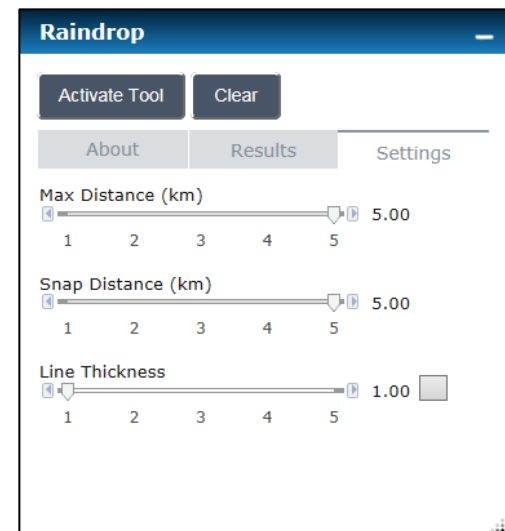 Raindrop
Activate Tool Clear
About Results Settings
Max Distance (km)
5.00
1 2 3 4 5
Snap Distance (km)
5.00
1 2 3 4 5
Line Thickness
1.00
1 2 3 4 5